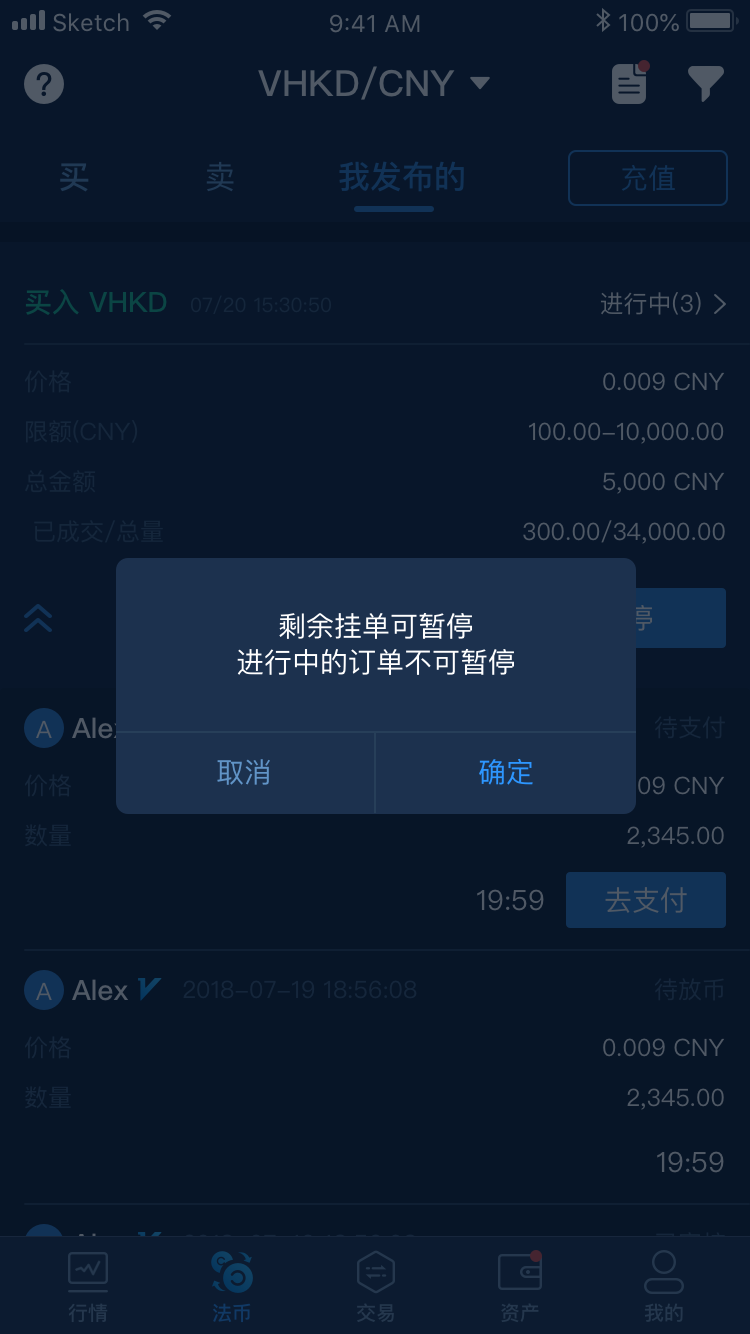 Sketch 9:41 AM 100%
? VHKD/CNY
买 卖 我发布的 充值
买入 VHKD 07/20 15:30:50 进行中(3)
价格 0.009 CNY
限额(CNY) 100.00-10,000.00
总金额 5,000 CNY
已成交/总量 300.00/34,000.00
停
剩余挂单可暂停
进行中的订单不可暂停
取消 确定
A Alex 待支付
价格 09 CNY
数量 2,345.00
19:59 去支付
A Alex 2018-07-19 18:56:08 待放币
价格 0.009 CNY
数量 2,345.00
19:59
行情 法币 交易 资产 我的